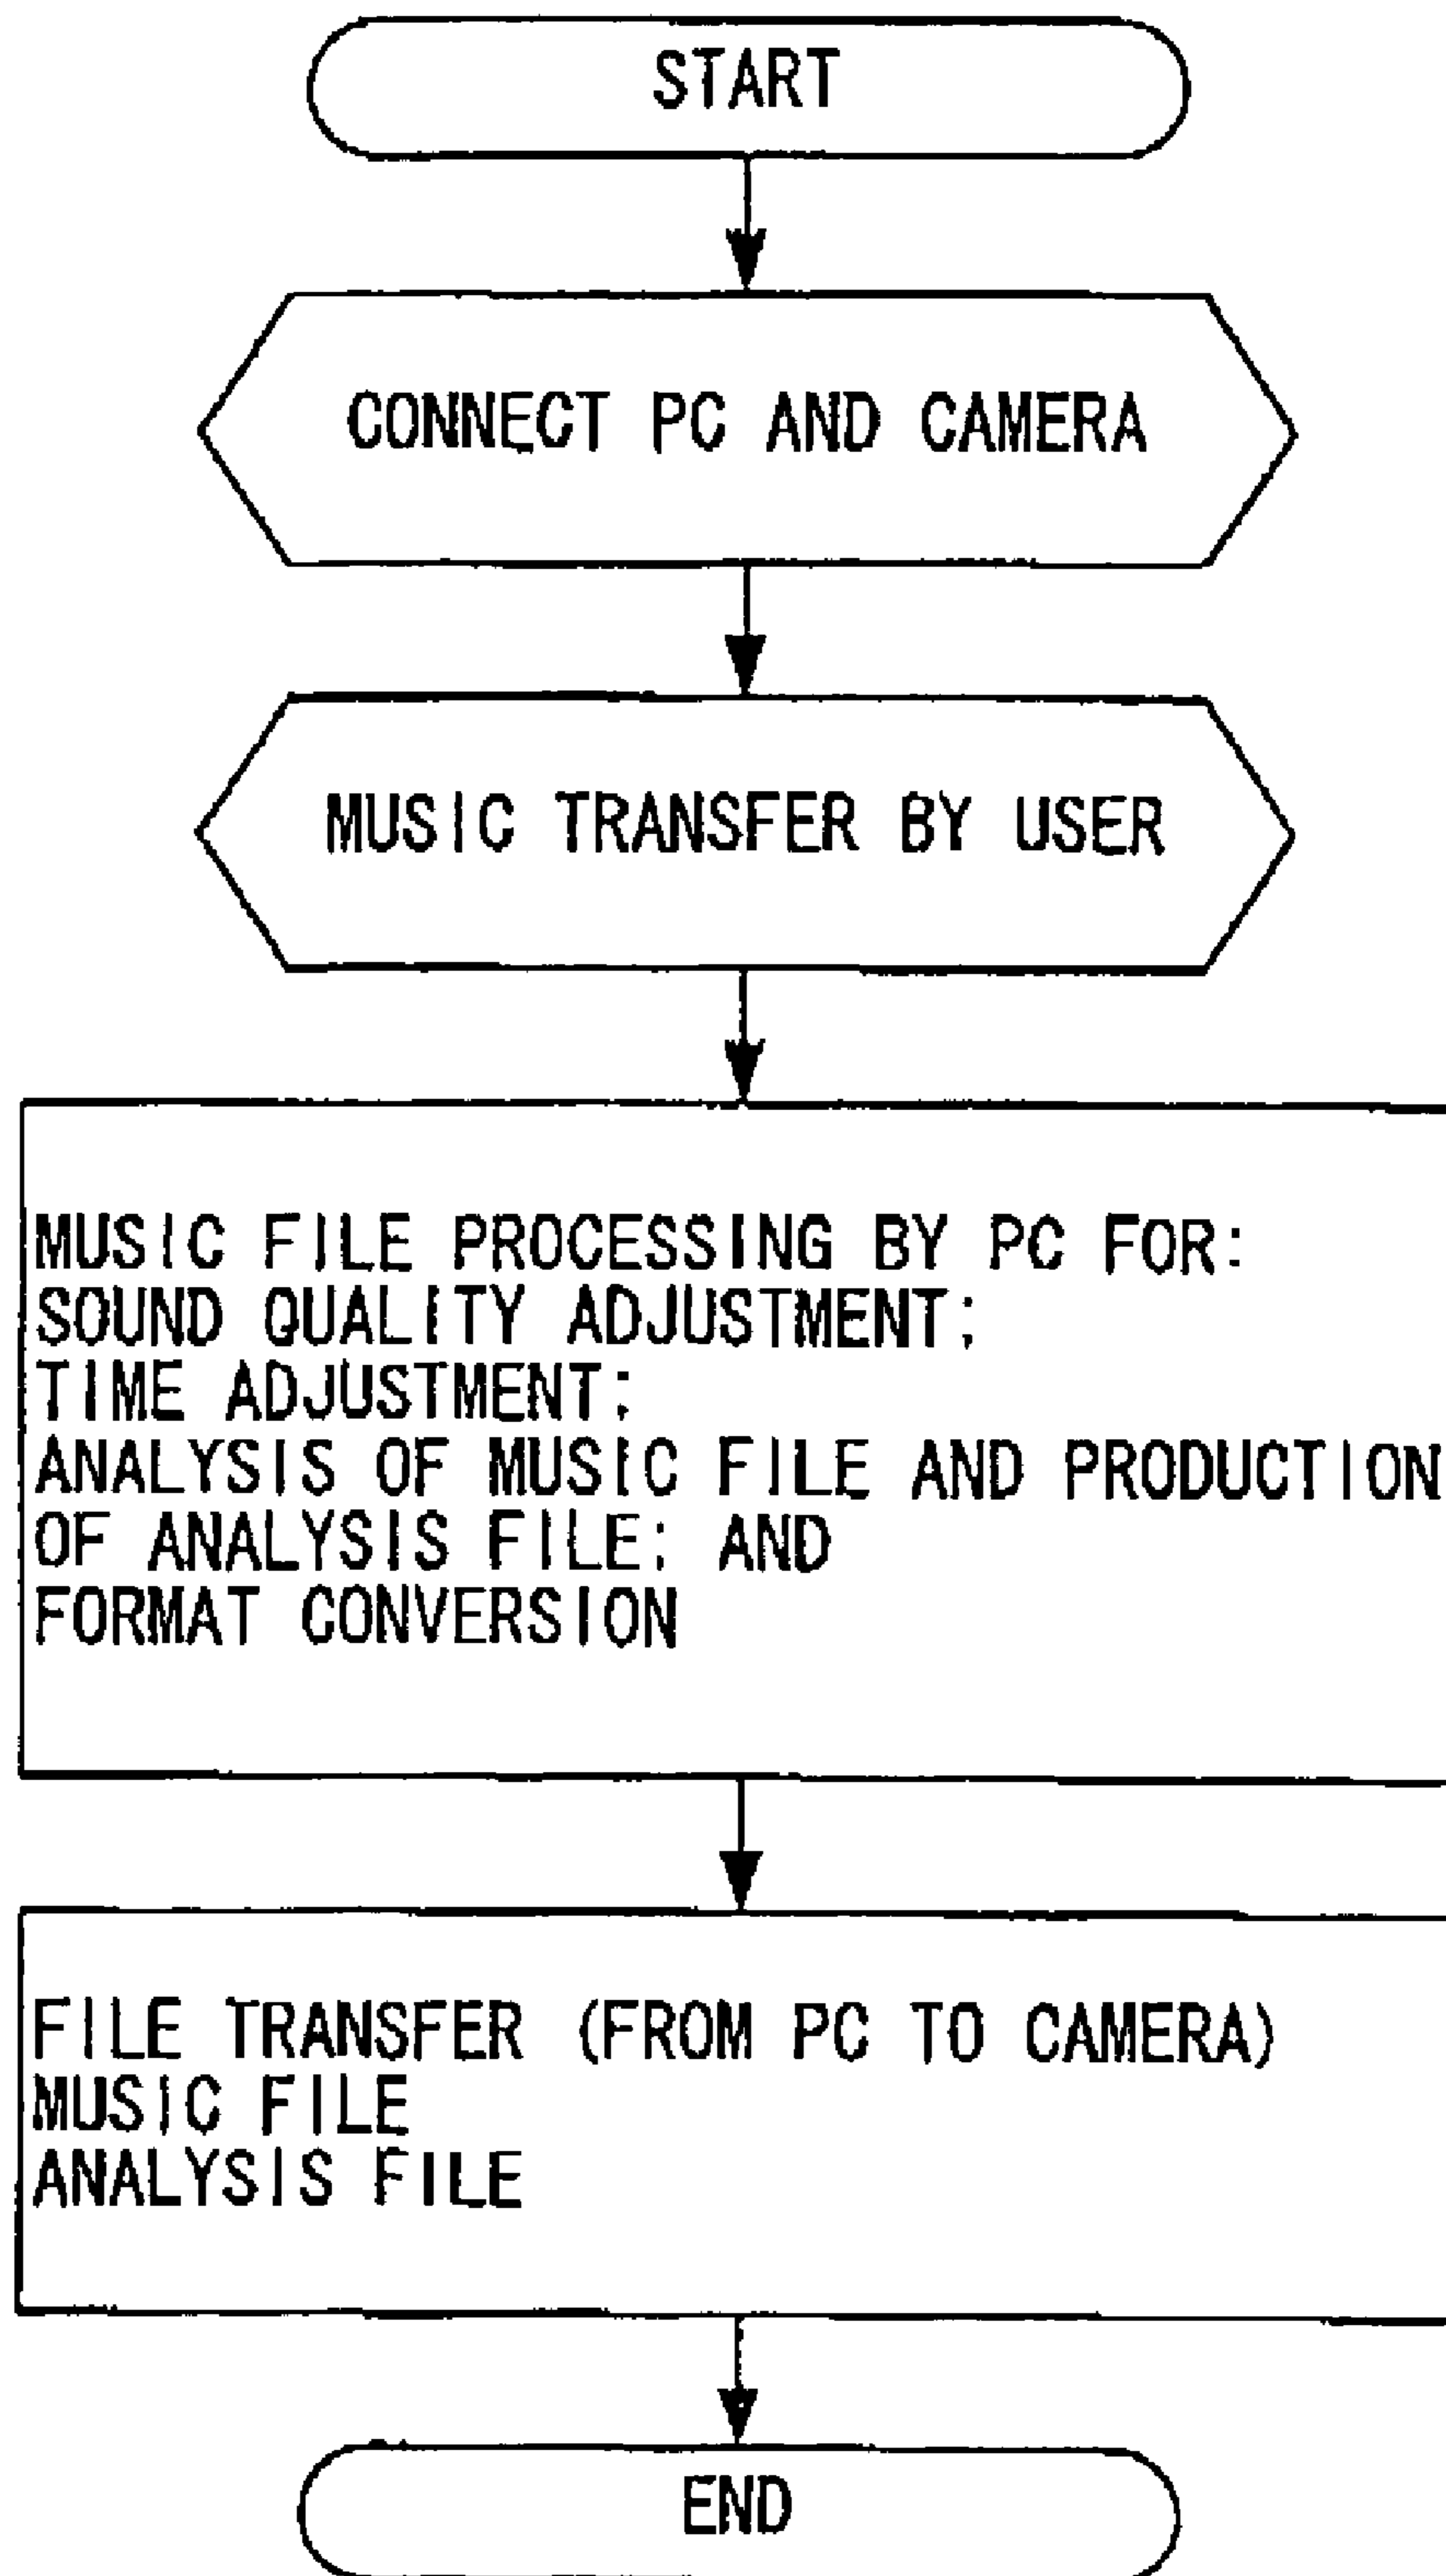 START
CONNECT PC AND CAMERA
MUSIC TRANSFER BY USER
MUSIC FILE PROCESSING BY PC FOR:
SOUND QUALITY ADJUSTMENT;
TIME ADJUSTMENT;
ANALYSIS OF MUSIC FILE AND PRODUCTION
OF ANALYSIS FILE; AND
FORMAT CONVERSION
FILE TRANSFER (FROM PC TO CAMERA)
MUSIC FILE
ANALYSIS FILE
END